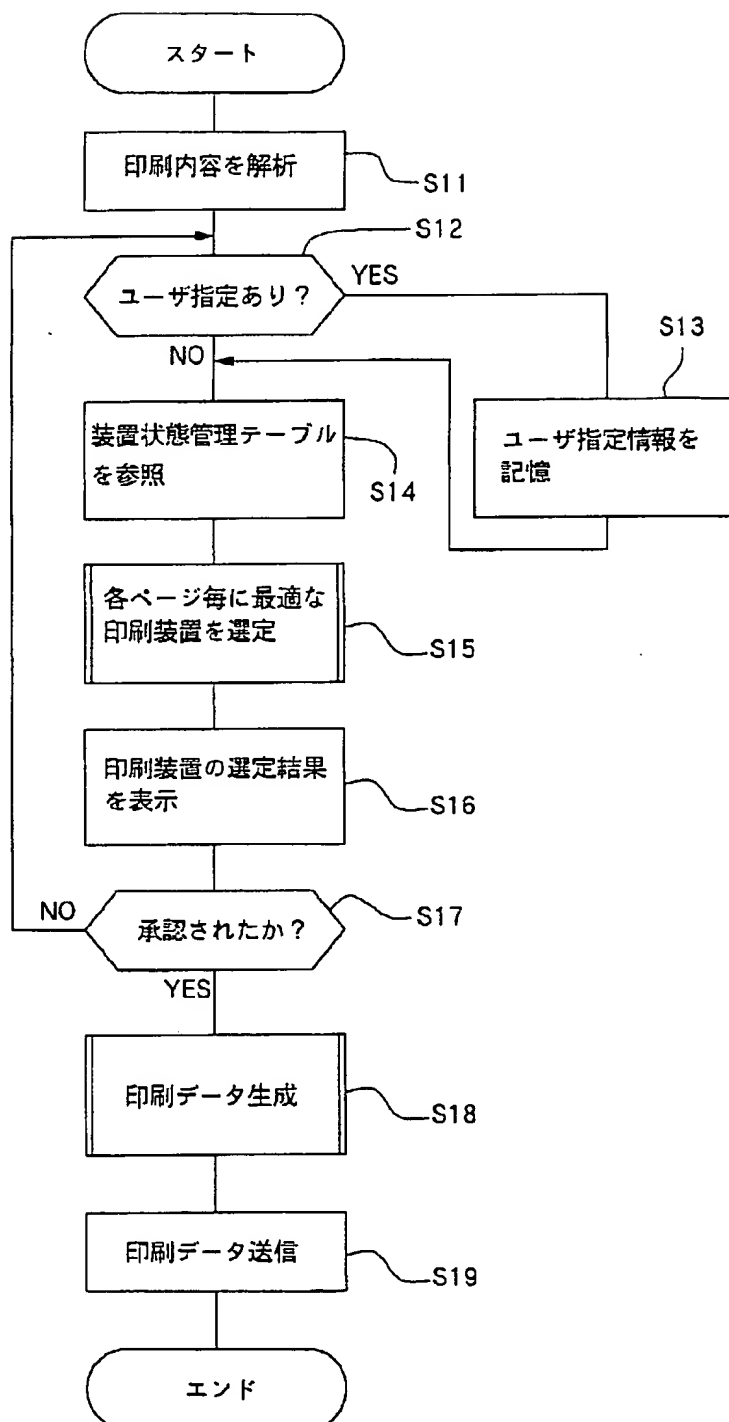 スタート
印刷内容を解析
S11
S12
ユーザ指定あり？
YES
NO
S13
ユーザ指定情報を
記憶
装置状態管理テーブル
を参照
S14
各ページ毎に最適な
印刷装置を選定
S15
印刷装置の選定結果
を表示
S16
承認されたか？
NO
S17
YES
印刷データ生成
S18
印刷データ送信
S19
エンド